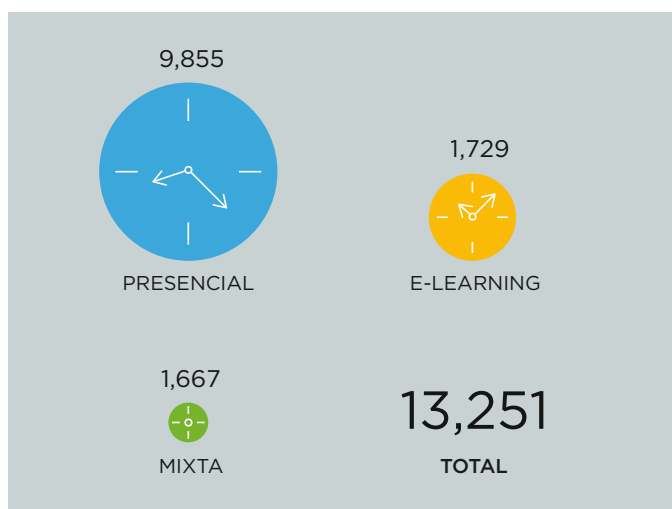 9,855
PRESENCIAL
1,729
E-LEARNING
1,667
MIXTA
13,251
TOTAL